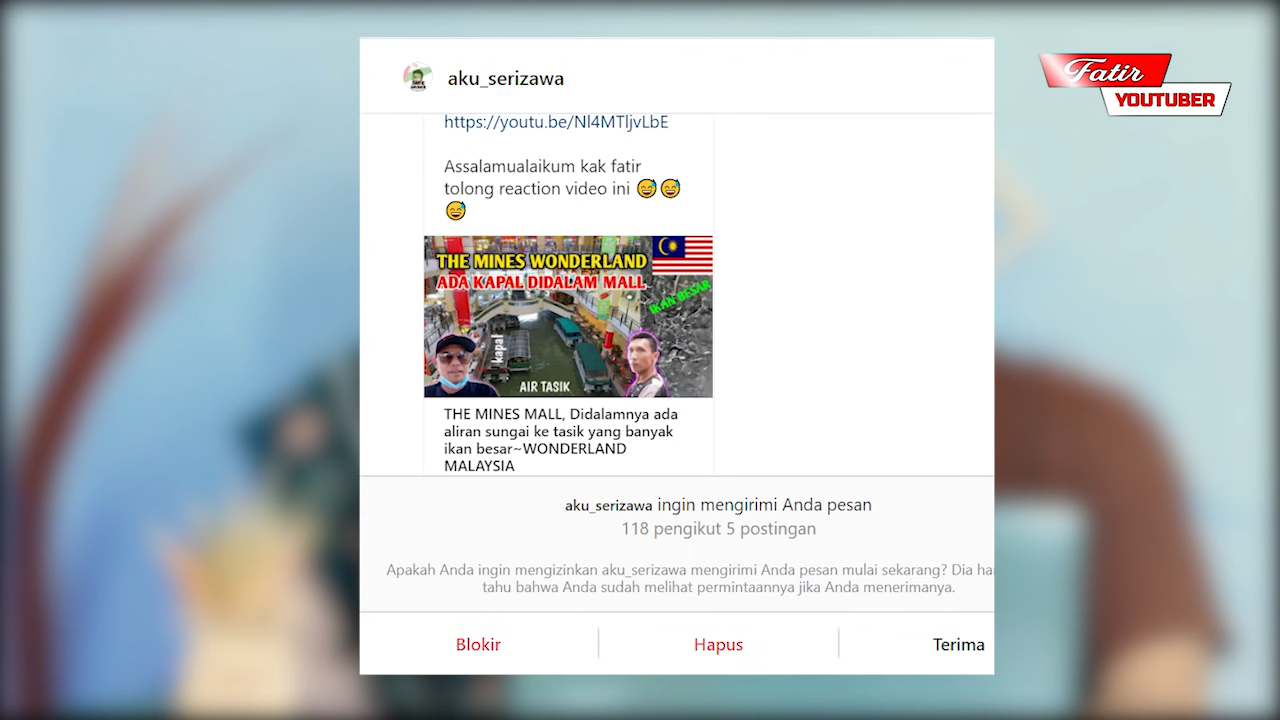 Fatir
YOUTUBER
aku_serizawa
https://youtu.be/Nl4MTljvLbE
Assalamualaikum kak fatir
tolong reaction video ini 😅😅
😅
THE MINES WONDERLAND
ADA KAPAL DIDALAM MALL
IKAN BESAR
kapal
AIR TASIK
THE MINES MALL, Didalamnya ada
aliran sungai ke tasik yang banyak
ikan besar~WONDERLAND
MALAYSIA
aku_serizawa ingin mengirimi Anda pesan
118 pengikut 5 postingan
Apakah Anda ingin mengizinkan aku_serizawa mengirimi Anda pesan mulai sekarang? Dia ha
tahu bahwa Anda sudah melihat permintaannya jika Anda menerimanya.
Blokir
Hapus
Terima